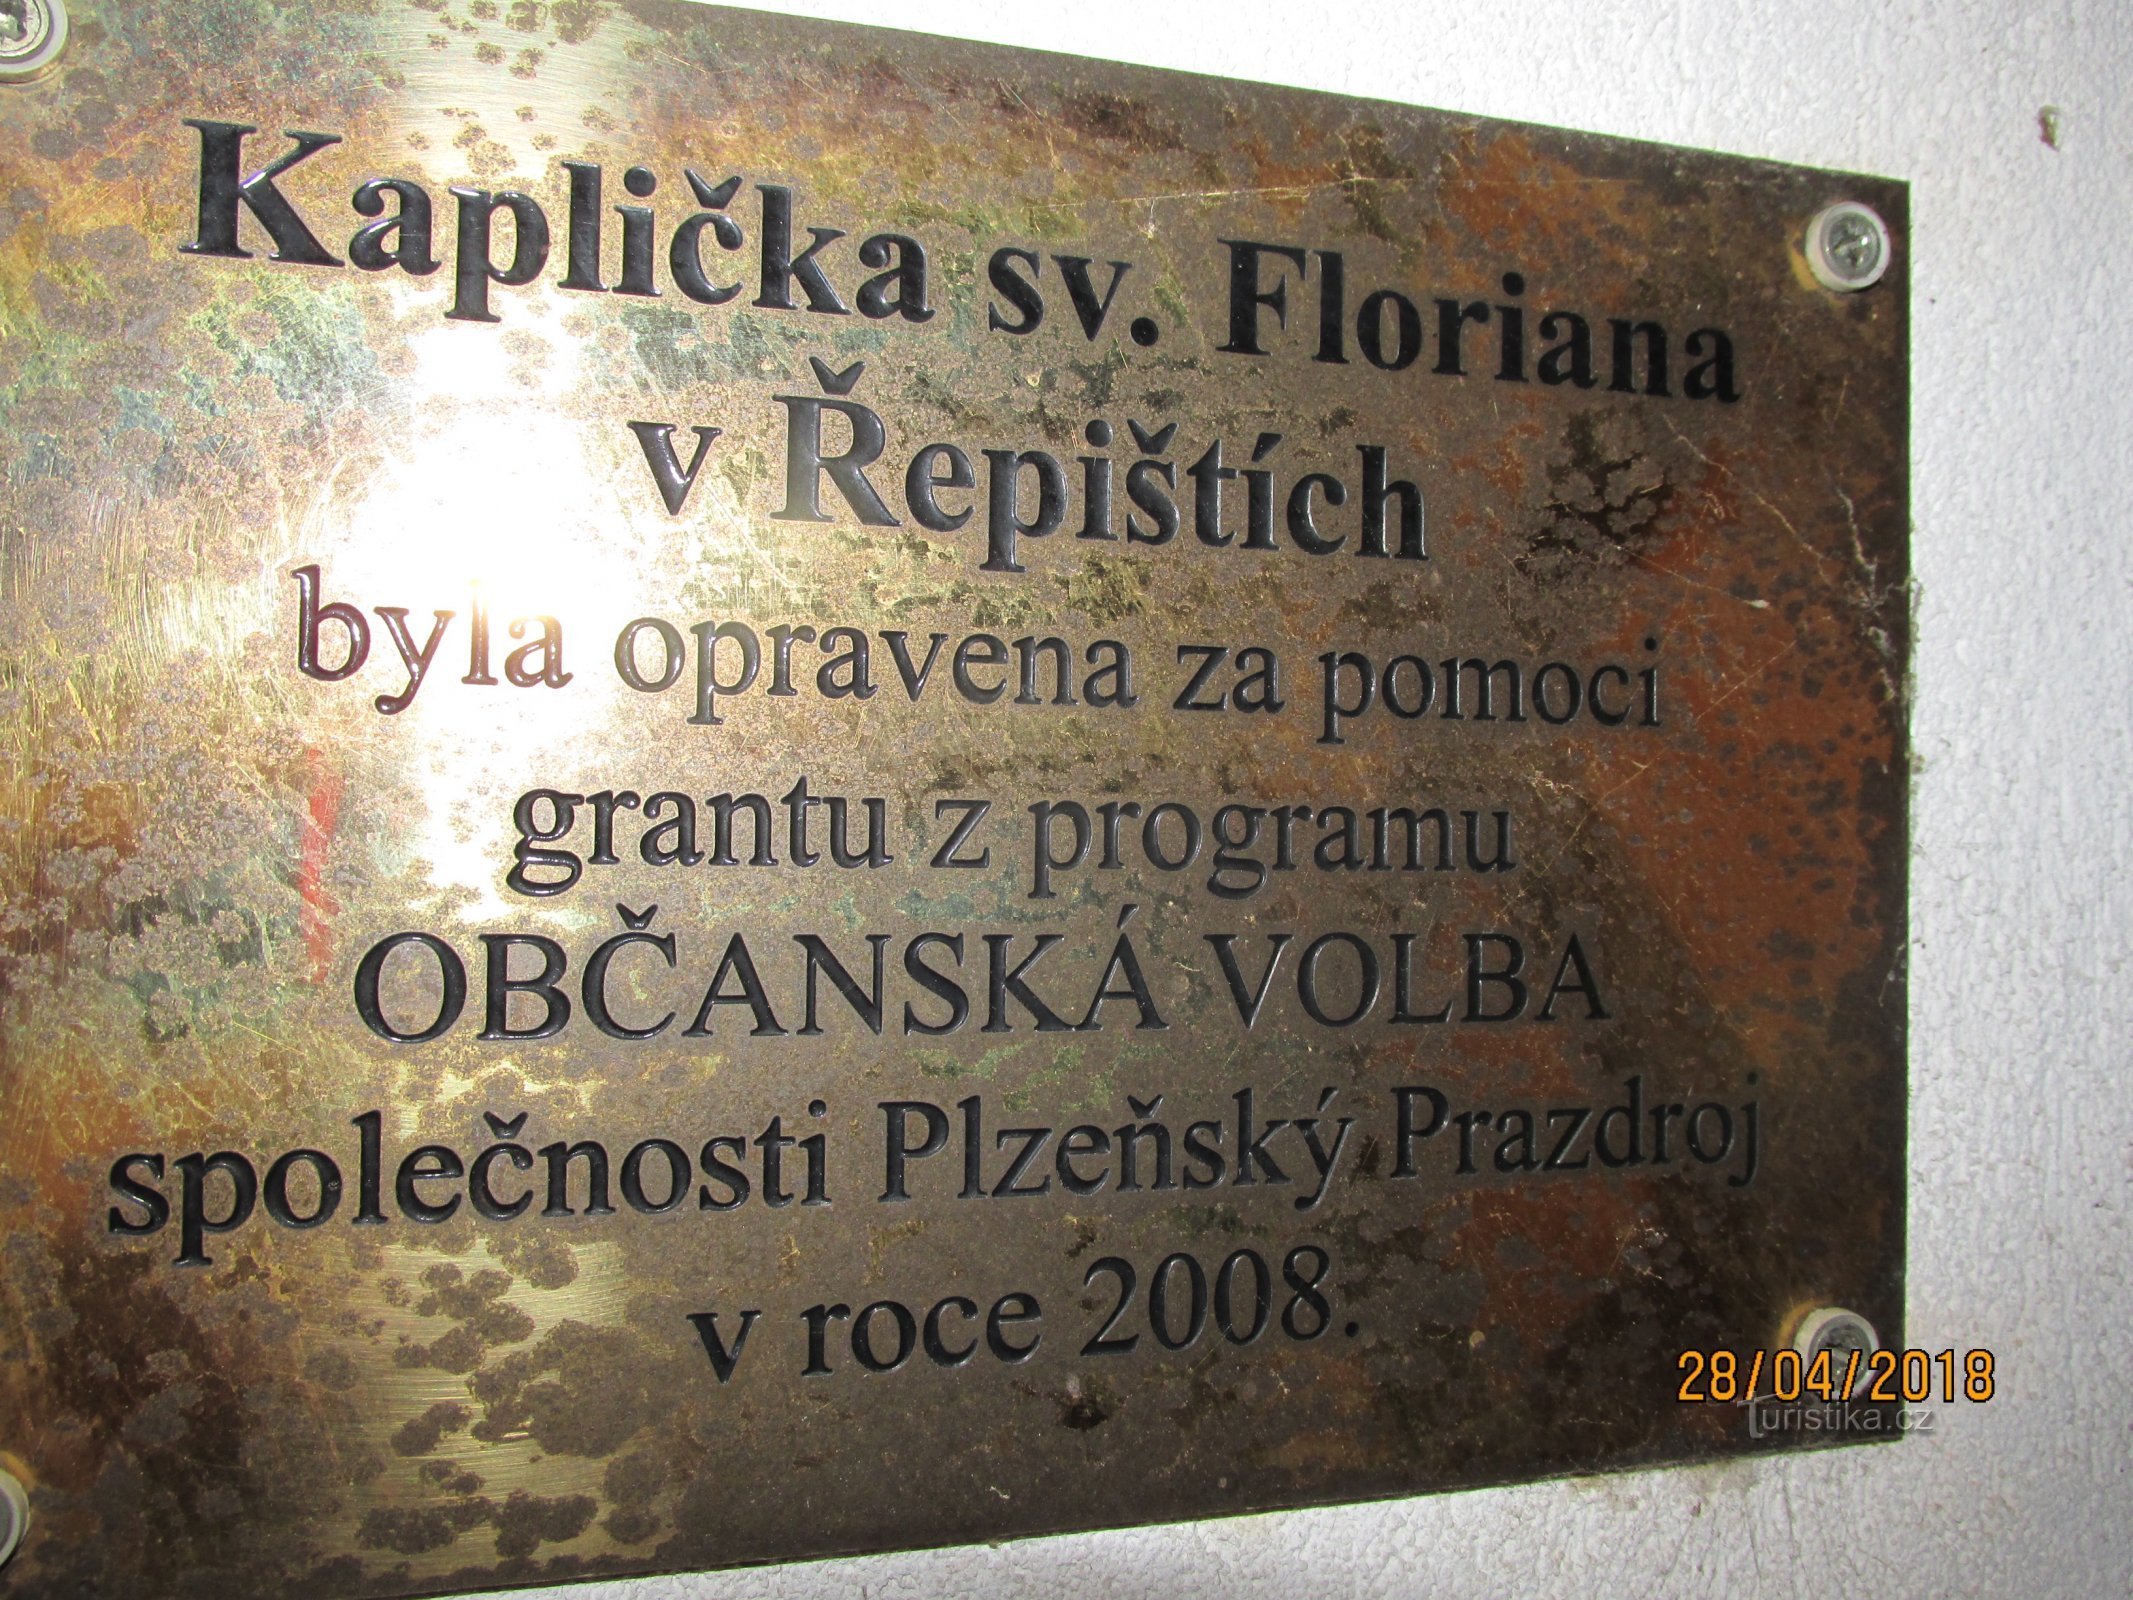 Kaplička sv. Floriana
v Řepištích
byla opravena za pomoci
grantu z programu
OBČANSKÁ VOLBA
společnosti Plzeňský Prazdroj
v roce 2008.
28/04/2018
Turistika.cz